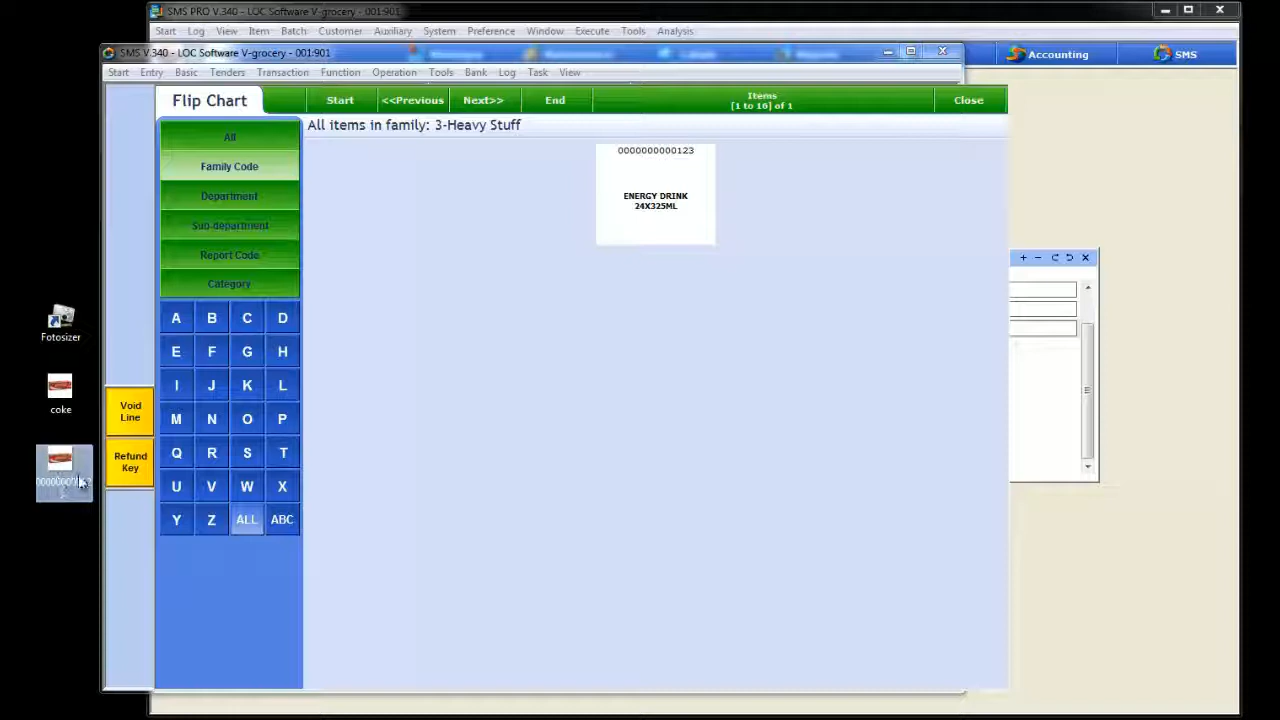 SMS PRO V.340 - LOC Software V-grocery - 001:901
Start Log View Item Batch Customer Auxiliary System Preference Window Execute Tools Analysis
SMS V.340 - LOC Software V-grocery - 001:901
Accounting SMS
Start Entry Basic Tenders Transaction Function Operation Tools Bank Log Task View
Flip Chart Start <<Previous Next>> End Items Close
[1 to 16] of 1
All items in family: 3-Heavy Stuff
All
Family Code
Department
Sub-department
Report Code
Category
0000000000123
ENERGY DRINK
24X325ML
A B C D
E F G H
I J K L
M N O P
Q R S T
U V W X
Y Z ALL ABC
Fotosizer
coke
Void
Line
Refund
Key